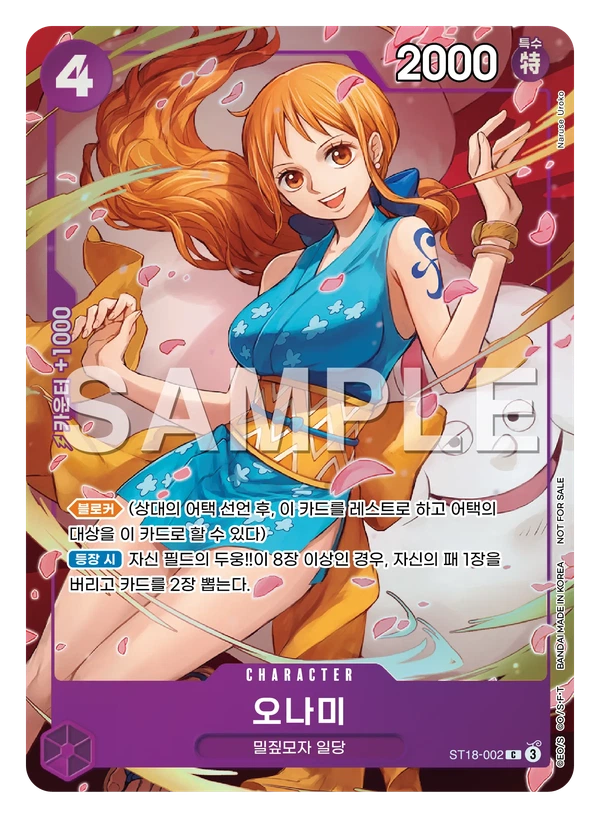 4
2000
특수
特
Naruse Uroko
카운터 +1000
SAMPLE
블로커 (상대의 어택 선언 후, 이 카드를 레스트로 하고 어택의
대상을 이 카드로 할 수 있다)
등장 시 자신 필드의 두웅!!이 8장 이상인 경우, 자신의 패 1장을
버리고 카드를 2장 뽑는다.
CHARACTER
오나미
밀짚모자 일당
ST18-002 C 3
©EO/S ©O/S·F·T BANDAI MADE IN KOREA NOT FOR SALE